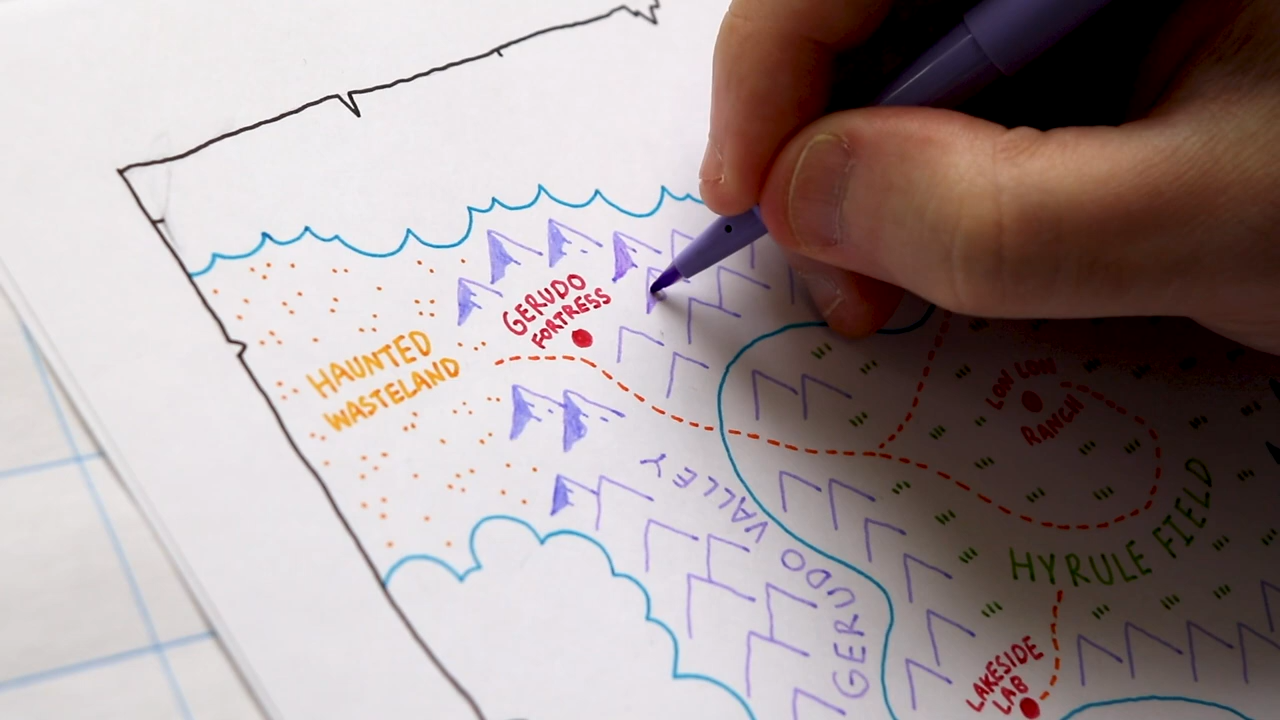 GERUDO
FORTRESS
HAUNTED
WASTELAND
LON LON
RANCH
GERUDO VALLEY
HYRULE FIELD
LAKESIDE
LAB